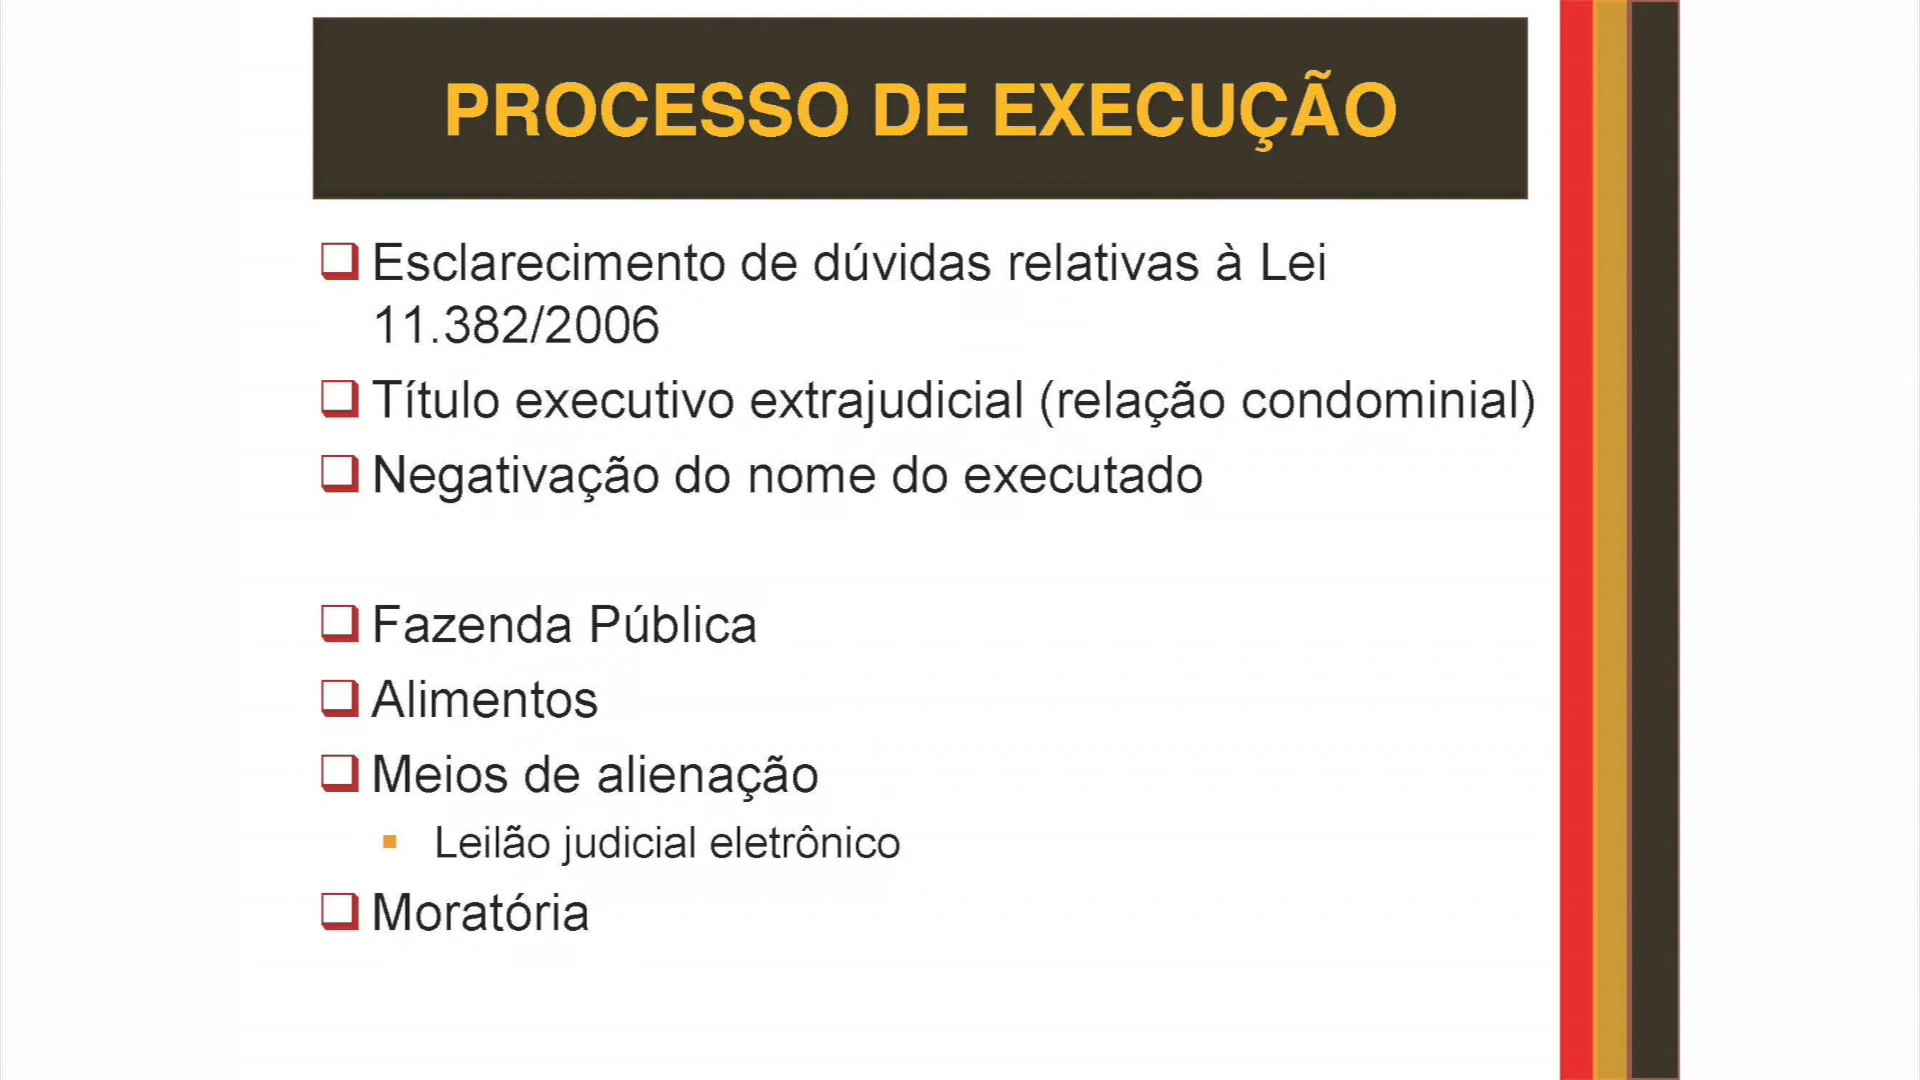 PROCESSO DE EXECUÇÃO
Esclarecimento de dúvidas relativas à Lei
11.382/2006
Título executivo extrajudicial (relação condominial)
Negativação do nome do executado
Fazenda Pública
Alimentos
Meios de alienação
Leilão judicial eletrônico
Moratória